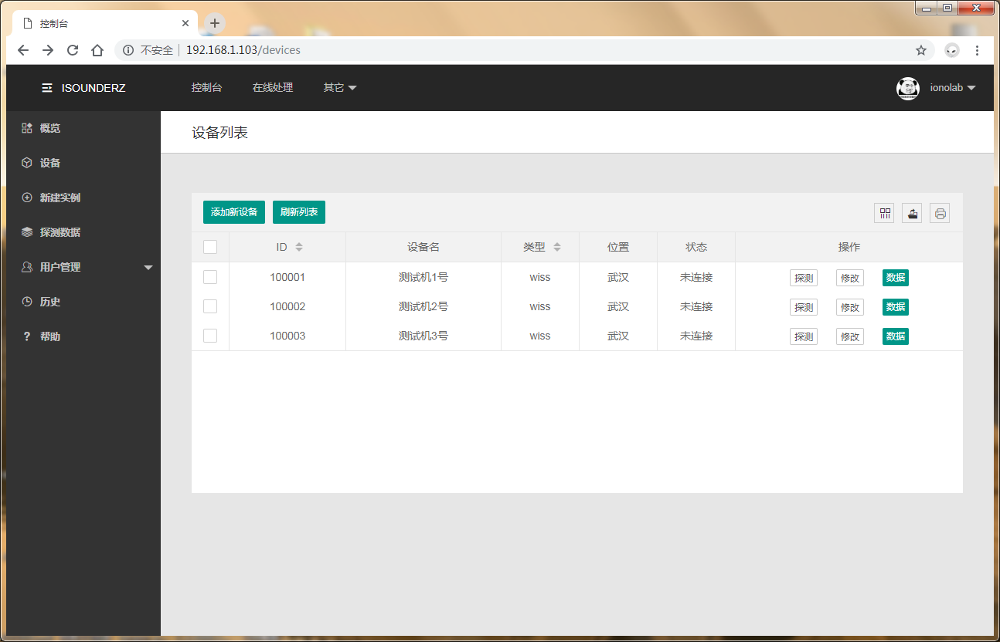 控制台
不安全 192.168.1.103/devices
ISOUNDERZ 控制台 在线处理 其它 ionolab
概览
设备
新建实例
探测数据
用户管理
历史
? 帮助
设备列表
添加新设备 刷新列表
ID 设备名 类型 位置 状态 操作
100001 测试机1号 wiss 武汉 未连接 探测 修改 数据
100002 测试机2号 wiss 武汉 未连接 探测 修改 数据
100003 测试机3号 wiss 武汉 未连接 探测 修改 数据